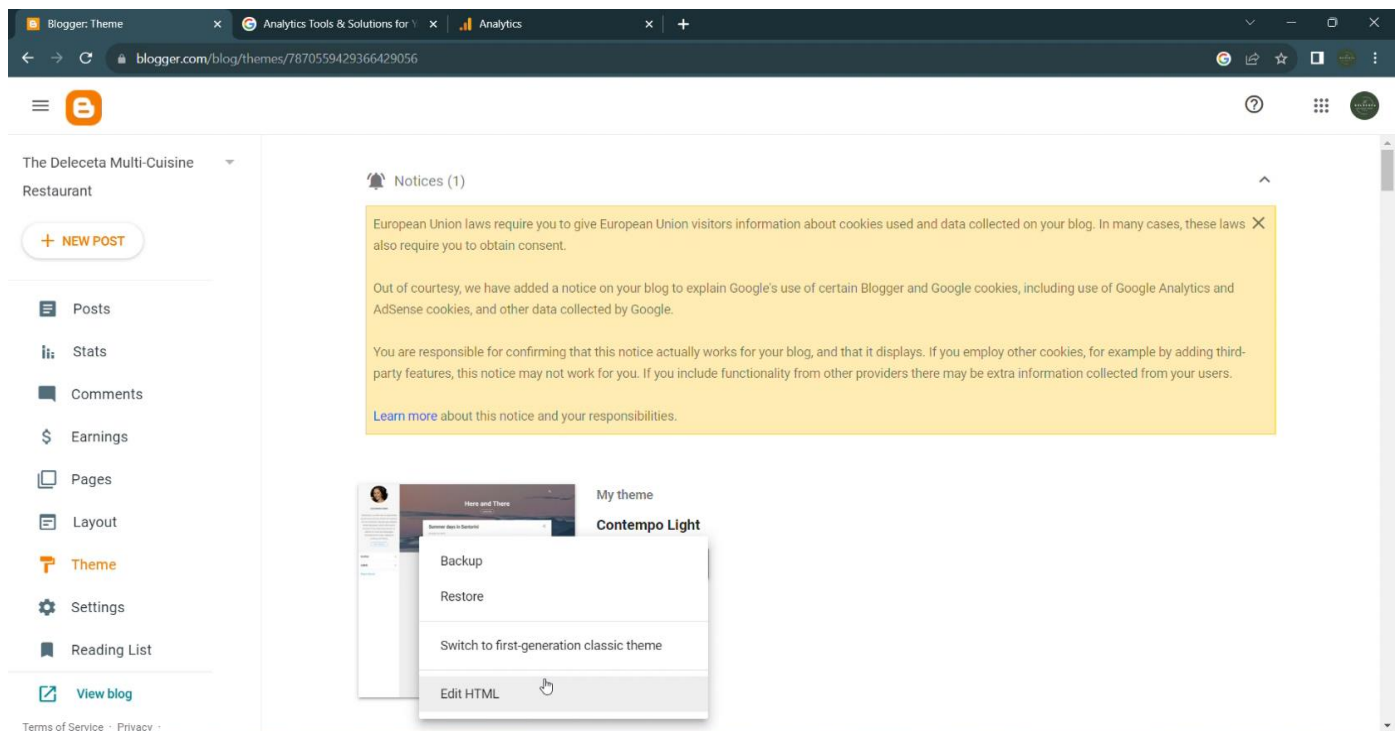 Blogger: Theme
Analytics Tools & Solutions for Y
Analytics
blogger.com/blog/themes/7870559429366429056
The Deleceta Multi-Cuisine
Restaurant
NEW POST
Posts
Stats
Comments
Earnings
Pages
Layout
Theme
Settings
Reading List
View blog
Terms of Service · Privacy ·
Notices (1)
European Union laws require you to give European Union visitors information about cookies used and data collected on your blog. In many cases, these laws
also require you to obtain consent.
Out of courtesy, we have added a notice on your blog to explain Google's use of certain Blogger and Google cookies, including use of Google Analytics and
AdSense cookies, and other data collected by Google.
You are responsible for confirming that this notice actually works for your blog, and that it displays. If you employ other cookies, for example by adding third-
party features, this notice may not work for you. If you include functionality from other providers there may be extra information collected from your users.
Learn more about this notice and your responsibilities.
Here and There
Summer days in Santorini
My theme
Contempo Light
Backup
Restore
Switch to first-generation classic theme
Edit HTML